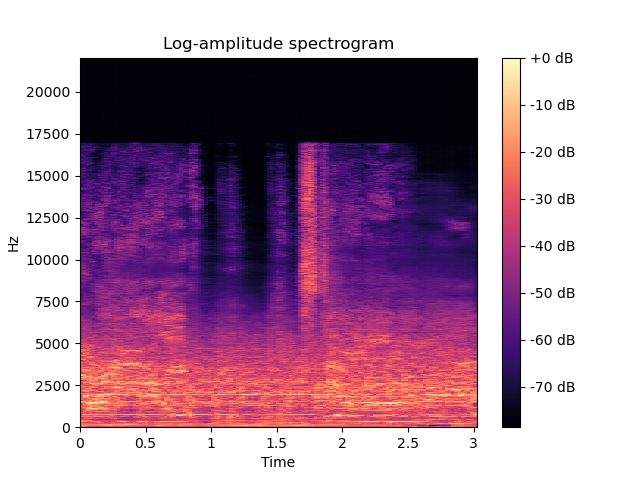 Log-amplitude spectrogram
Hz
20000
17500
15000
12500
10000
7500
5000
2500
0
0 0.5 1 1.5 2 2.5 3
Time
+0 dB
-10 dB
-20 dB
-30 dB
-40 dB
-50 dB
-60 dB
-70 dB